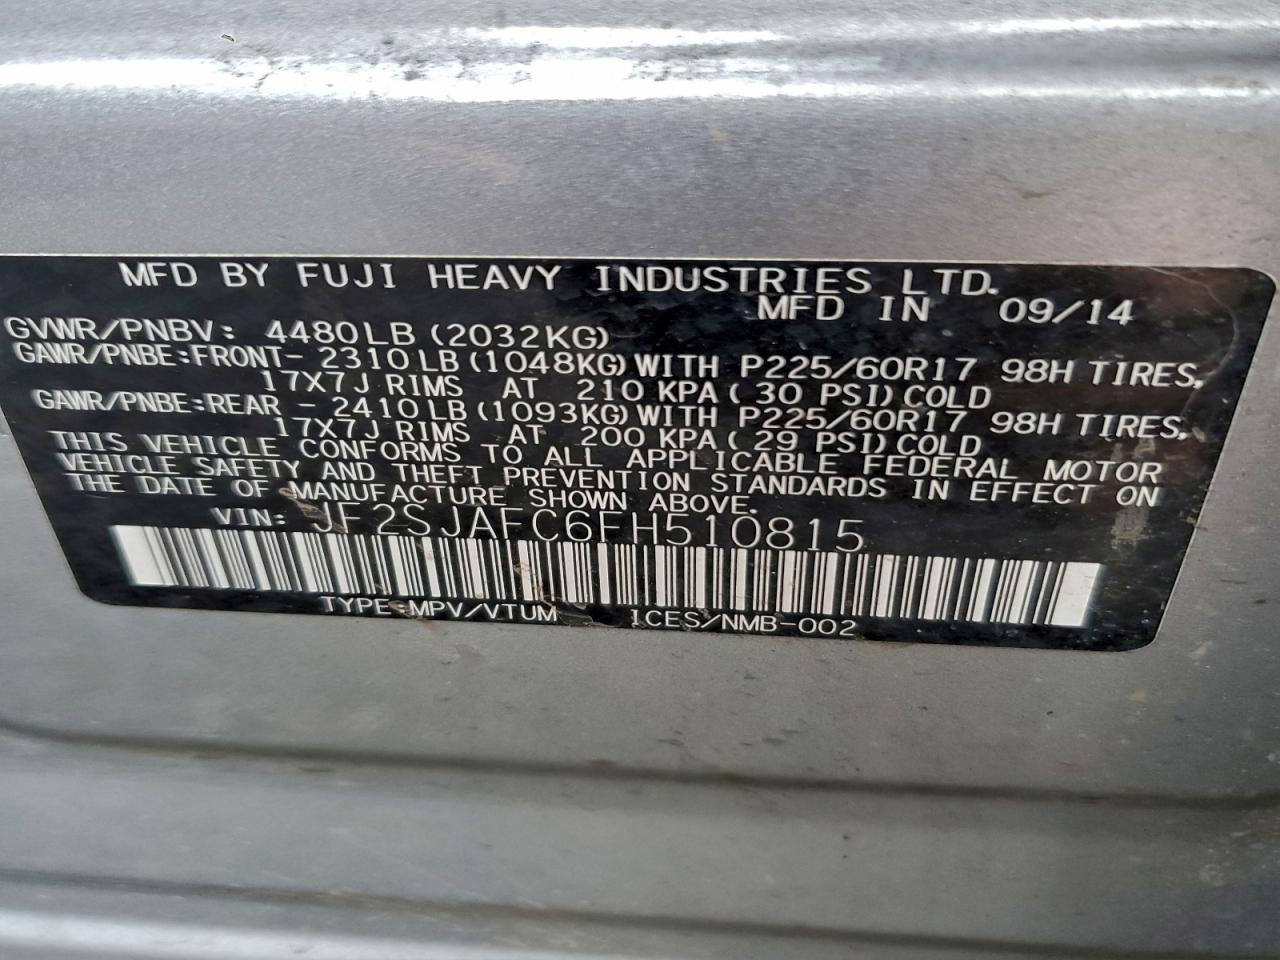 MFD BY FUJI HEAVY INDUSTRIES LTD.
MFD IN 09/14
GVWR/PNBV: 4480LB (2032KG)
GAWR/PNBE:FRONT- 2310LB(1048KG)WITH P225/60R17 98H TIRES,
17X7J RIMS AT 210 KPA( 30 PSI)COLD
GAWR/PNBE:REAR - 2410LB(1093KG)WITH P225/60R17 98H TIRES,
17X7J RIMS AT 200 KPA( 29 PSI)COLD
THIS VEHICLE CONFORMS TO ALL APPLICABLE FEDERAL MOTOR
VEHICLE SAFETY AND THEFT PREVENTION STANDARDS IN EFFECT ON
THE DATE OF MANUFACTURE SHOWN ABOVE.
VIN: JF2SJAFC6FH510815
TYPE:MPV/VTUM ICES/NMB-002